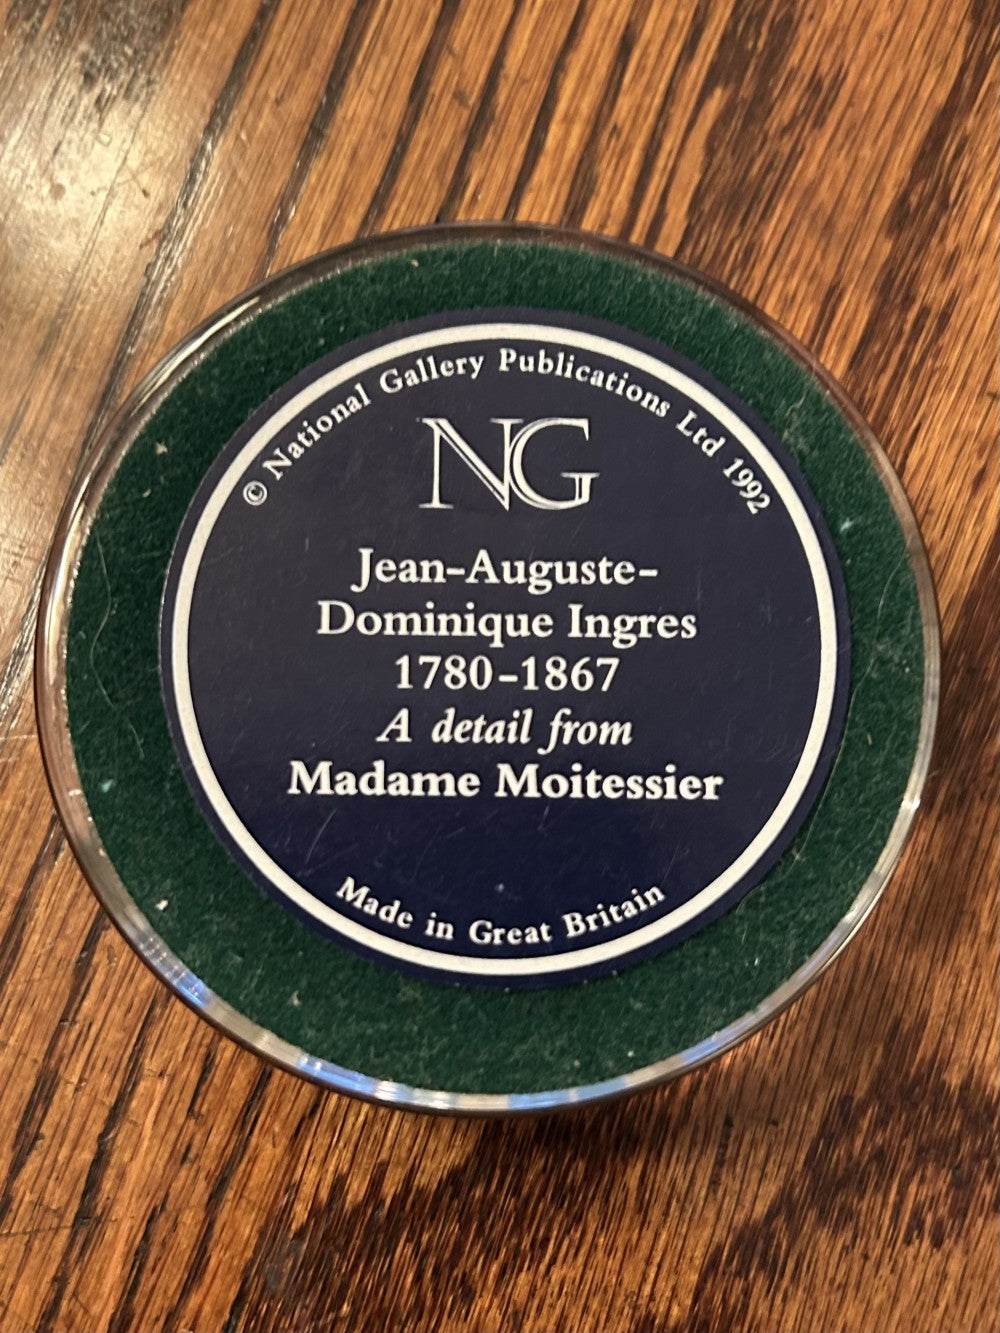 © National Gallery Publications Ltd 1992
NG
Jean-Auguste-
Dominique Ingres
1780-1867
A detail from
Madame Moitessier
Made in Great Britain